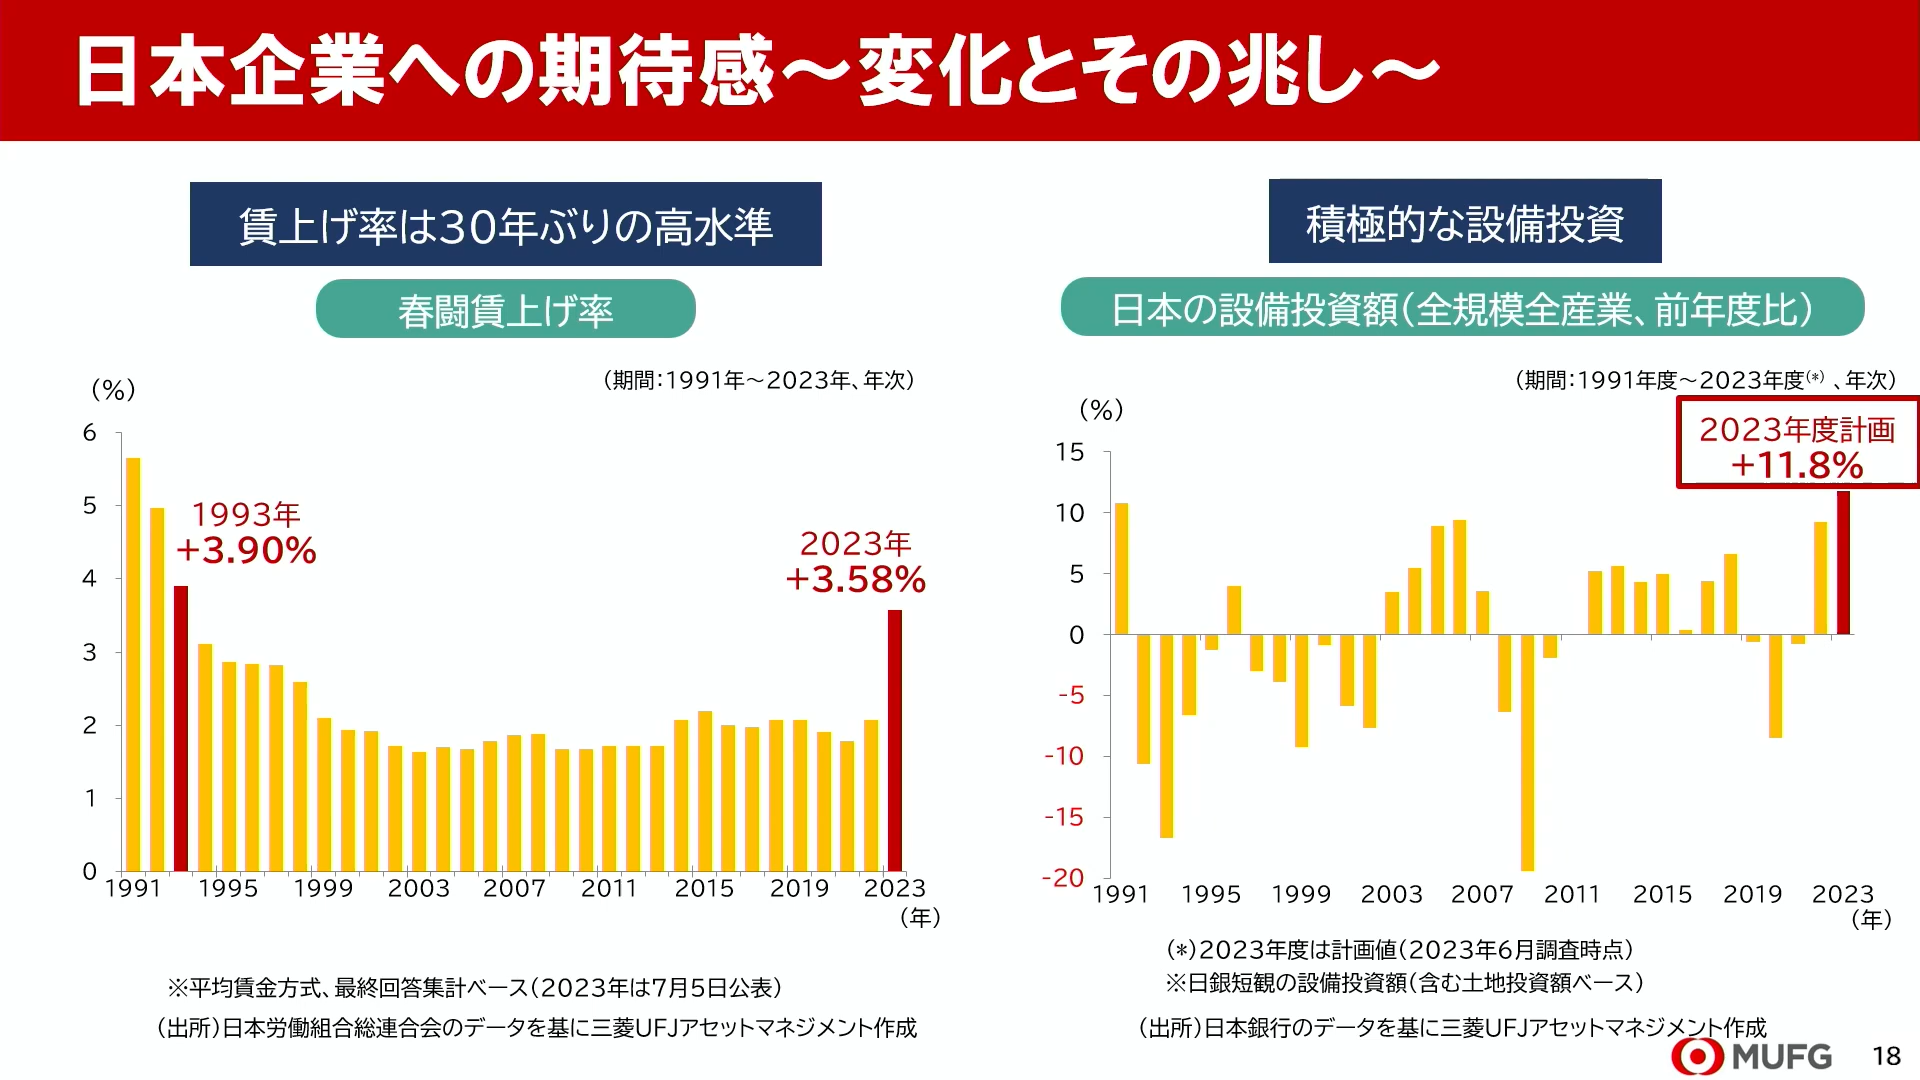 日本企業への期待感～変化とその兆し～
賃上げ率は30年ぶりの高水準
春闘賃上げ率
（期間：1991年～2023年、年次）
（%）
6
5
4
3
2
1
0
1993年
+3.90%
2023年
+3.58%
1991 1995 1999 2003 2007 2011 2015 2019 2023
（年）
※平均賃金方式、最終回答集計ベース（2023年は7月5日公表）
（出所）日本労働組合総連合会のデータを基に三菱UFJアセットマネジメント作成
積極的な設備投資
日本の設備投資額（全規模全産業、前年度比）
（期間：1991年度～2023年度(*) 、年次）
（%）
2023年度計画
+11.8%
15
10
5
0
-5
-10
-15
-20
1991 1995 1999 2003 2007 2011 2015 2019 2023
（年）
（*）2023年度は計画値（2023年6月調査時点）
※日銀短観の設備投資額（含む土地投資額ベース）
（出所）日本銀行のデータを基に三菱UFJアセットマネジメント作成
MUFG
18